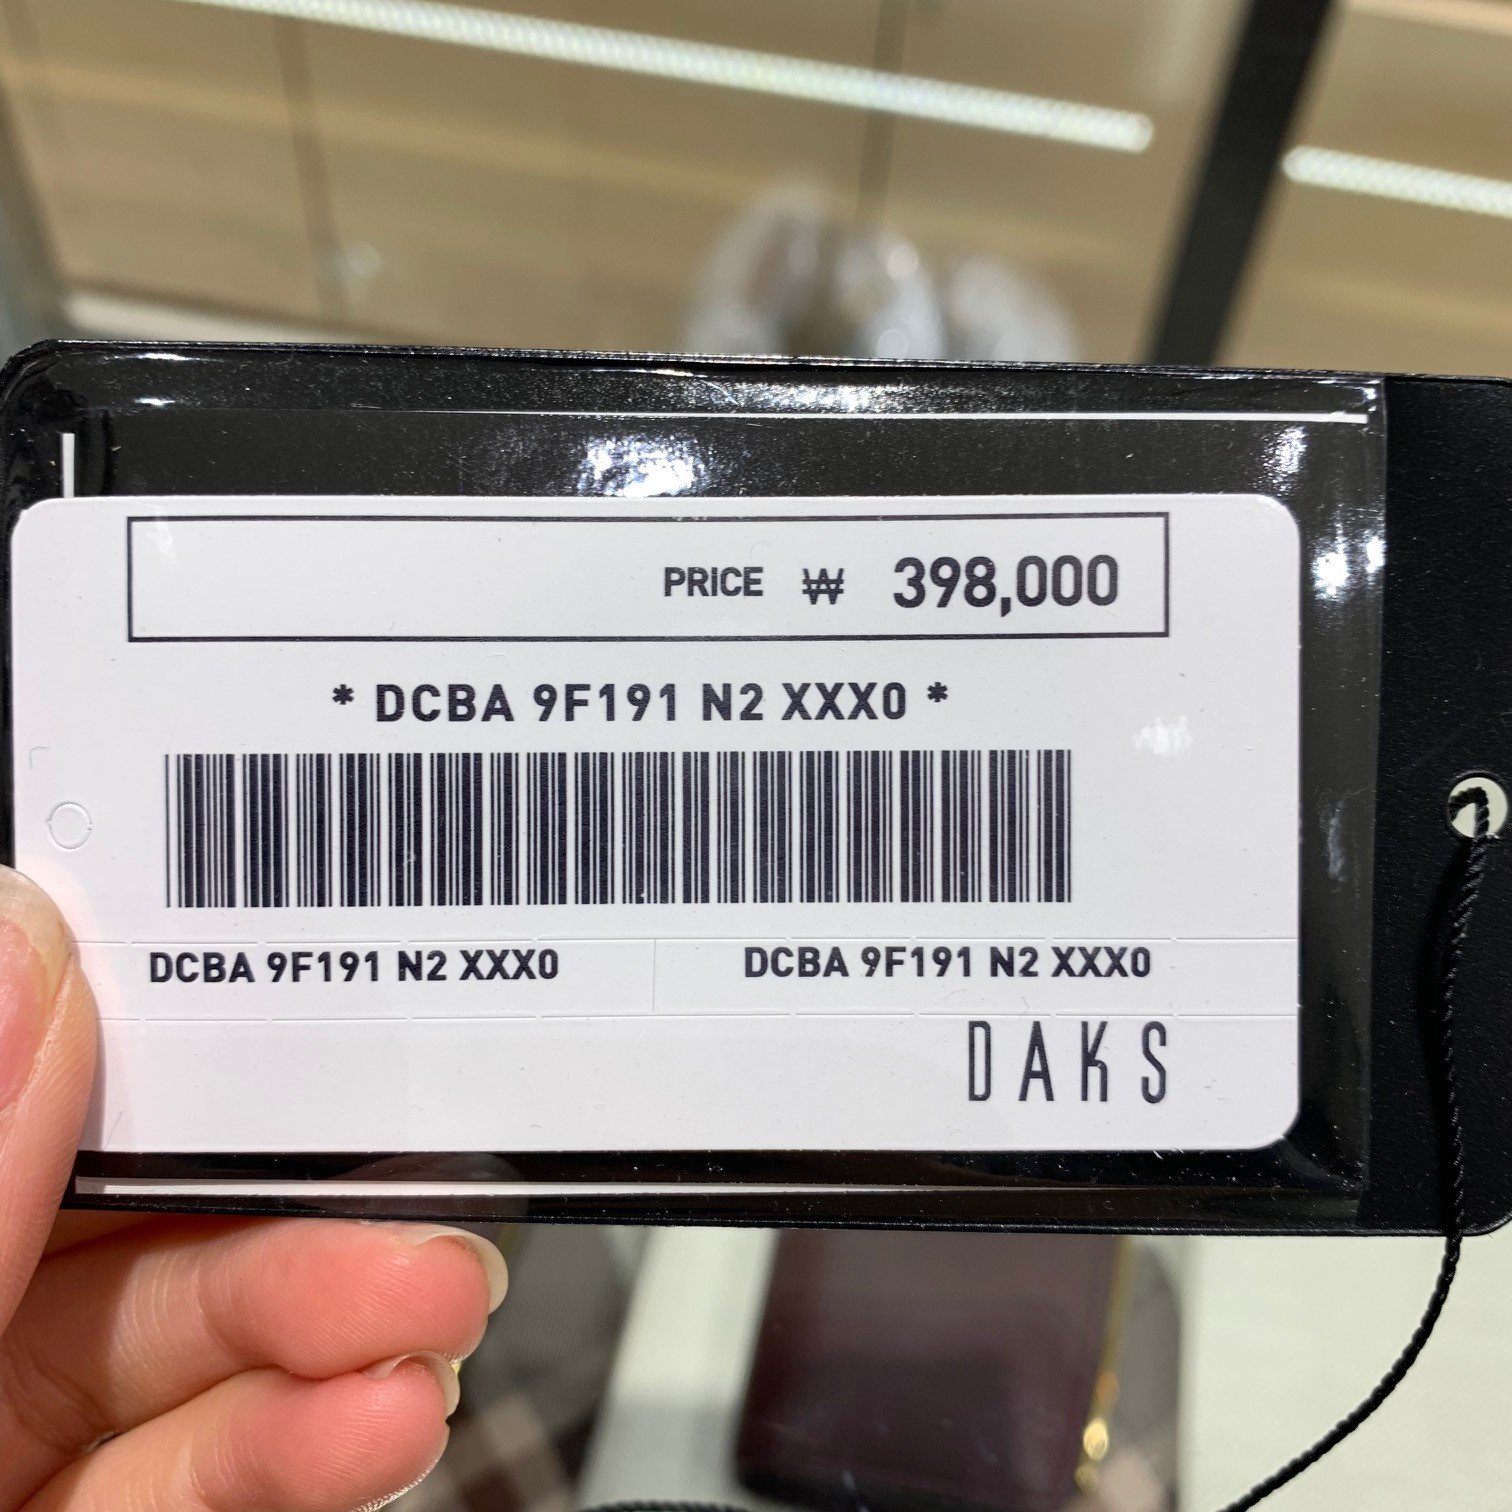 PRICE ₩ 398,000
* DCBA 9F191 N2 XXX0 *
DCBA 9F191 N2 XXX0 DCBA 9F191 N2 XXX0
DAKS